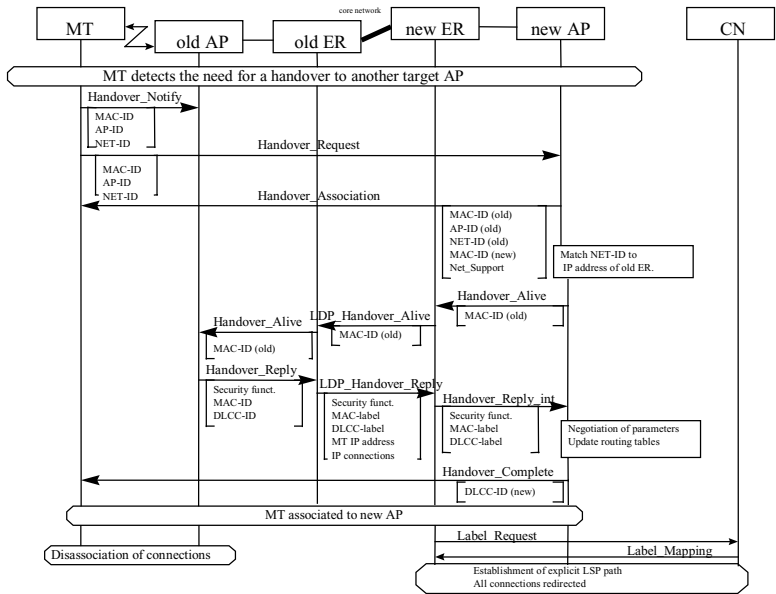 core network
MT
old AP
old ER
new ER
new AP
CN
MT detects the need for a handover to another target AP
Handover_Notify
MAC-ID
AP-ID
NET-ID
Handover_Request
MAC-ID
AP-ID
NET-ID
Handover_Association
MAC-ID (old)
AP-ID (old)
NET-ID (old)
MAC-ID (new)
Net_Support
Match NET-ID to
IP address of old ER.
Handover_Alive
MAC-ID (old)
LDP_Handover_Alive
MAC-ID (old)
Handover_Alive
MAC-ID (old)
Handover_Reply
Security funct.
MAC-ID
DLCC-ID
LDP_Handover_Reply
Security funct.
MAC-label
DLCC-label
MT IP address
IP connections
Handover_Reply_int
Security funct.
MAC-label
DLCC-label
Negotiation of parameters
Update routing tables
Handover_Complete
DLCC-ID (new)
MT associated to new AP
Label_Request
Label_Mapping
Disassociation of connections
Establishment of explicit LSP path
All connections redirected